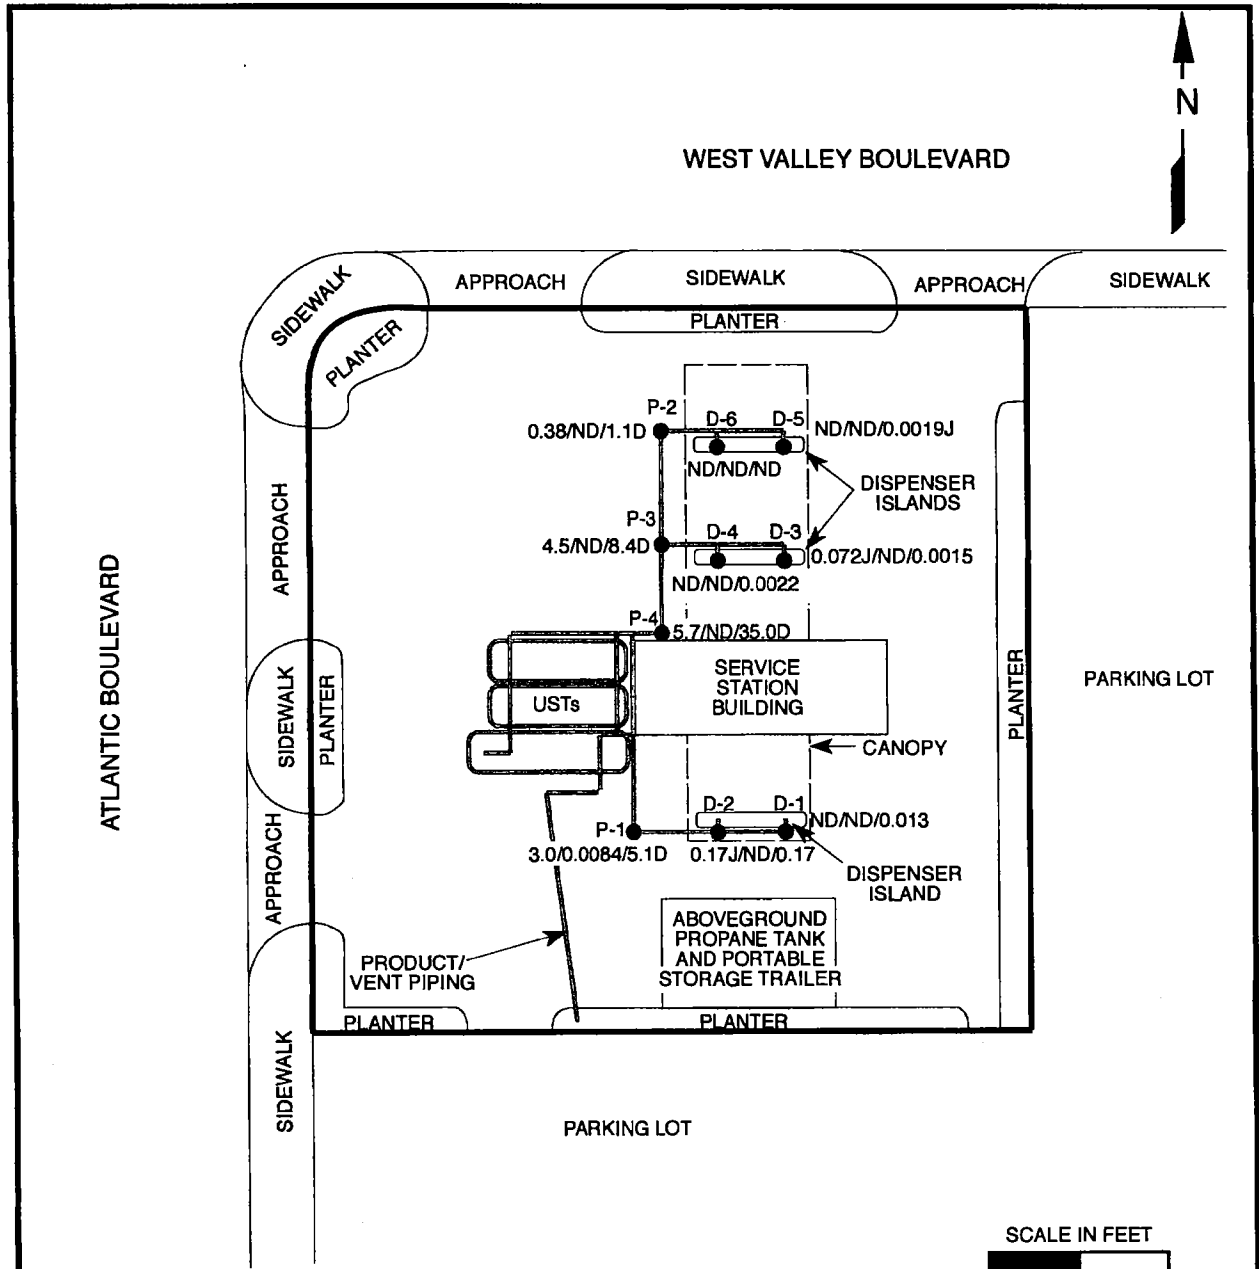 N
WEST VALLEY BOULEVARD
SIDEWALK
APPROACH
SIDEWALK
APPROACH
SIDEWALK
PLANTER
PLANTER
P-2
D-6
D-5
ND/ND/0.0019J
0.38/ND/1.1D
ND/ND/ND
DISPENSER
ISLANDS
APPROACH
P-3
D-4
D-3
4.5/ND/8.4D
0.072J/ND/0.0015
ND/ND/0.0022
ATLANTIC BOULEVARD
P-4
5.7/ND/35.0D
SERVICE
STATION
BUILDING
USTs
SIDEWALK
PLANTER
PLANTER
PARKING LOT
CANOPY
D-2
D-1
ND/ND/0.013
P-1
3.0/0.0084/5.1D
0.17J/ND/0.17
APPROACH
DISPENSER
ISLAND
ABOVEGROUND
PROPANE TANK
AND PORTABLE
STORAGE TRAILER
PRODUCT/
VENT PIPING
PLANTER
PLANTER
SIDEWALK
PARKING LOT
SCALE IN FEET